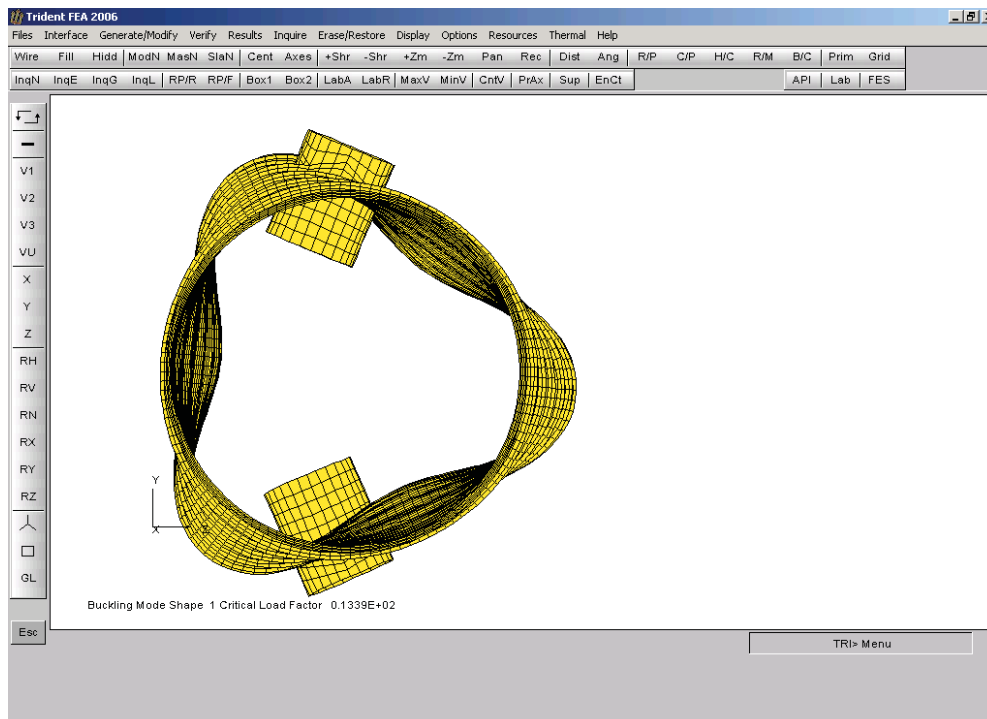 Trident FEA 2006
Files Interface Generate/Modify Verify Results Inquire Erase/Restore Display Options Resources Thermal Help
Wire Fill Hidd ModN MasN SlaN Cent Axes +Shr -Shr +Zm -Zm Pan Rec Dist Ang R/P C/P H/C R/M B/C Prim Grid
InqN InqE InqG InqL RP/R RP/F Box1 Box2 LabA LabR MaxV MinV CntV PrAx Sup EnCt API Lab FES
V1
V2
V3
VU
X
Y
Z
RH
RV
RN
RX
RY
RZ
GL
Esc
Y
X
Buckling Mode Shape 1 Critical Load Factor 0.1339E+02
TRI> Menu